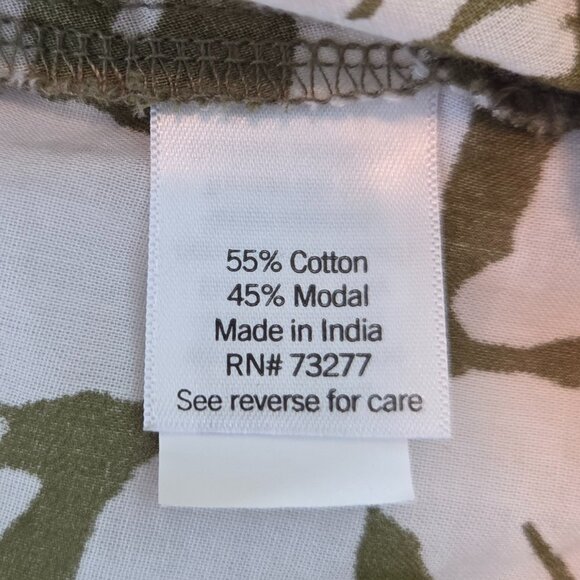 55% Cotton
45% Modal
Made in India
RN# 73277
See reverse for care